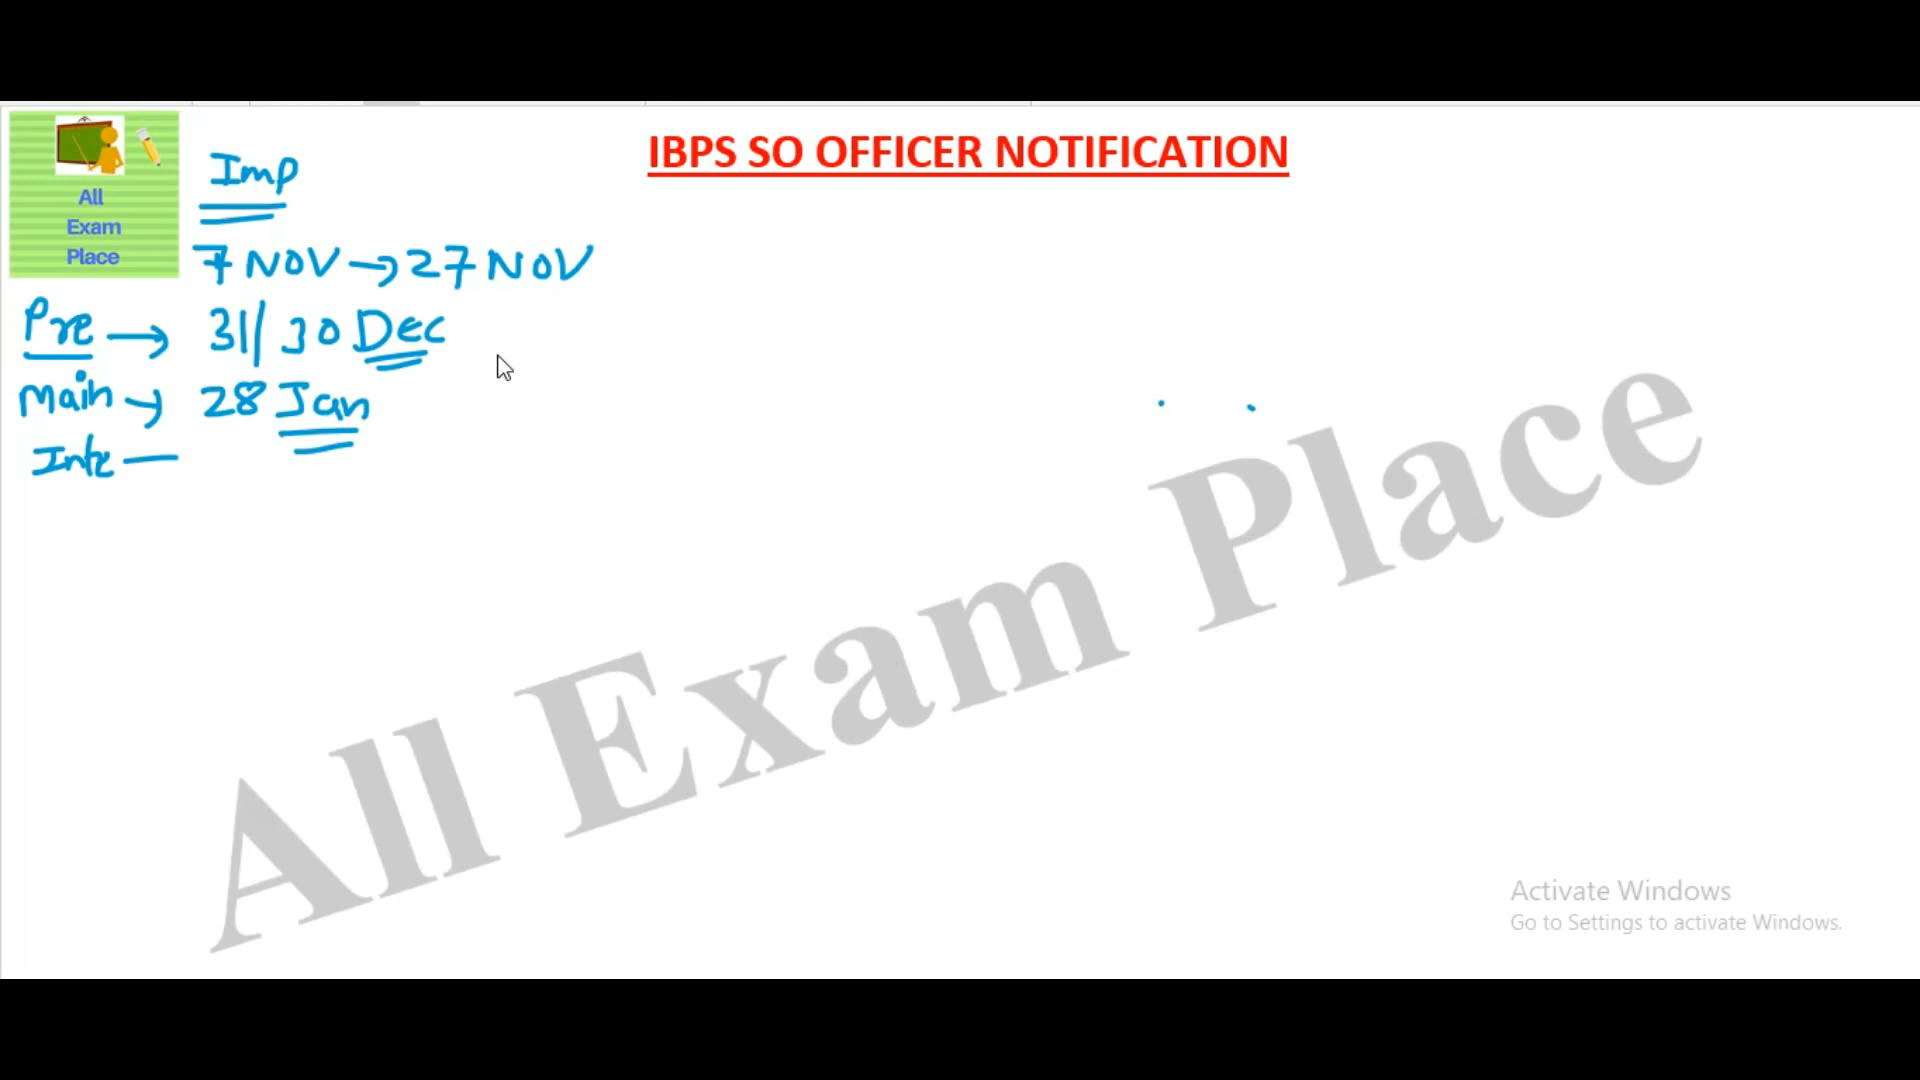 IBPS SO OFFICER NOTIFICATION
All
Exam
Place
Imp
7 NOV → 27 NOV
Pre → 31/30 Dec
Main → 28 Jan
Inte —
All Exam Place
Activate Windows
Go to Settings to activate Windows.